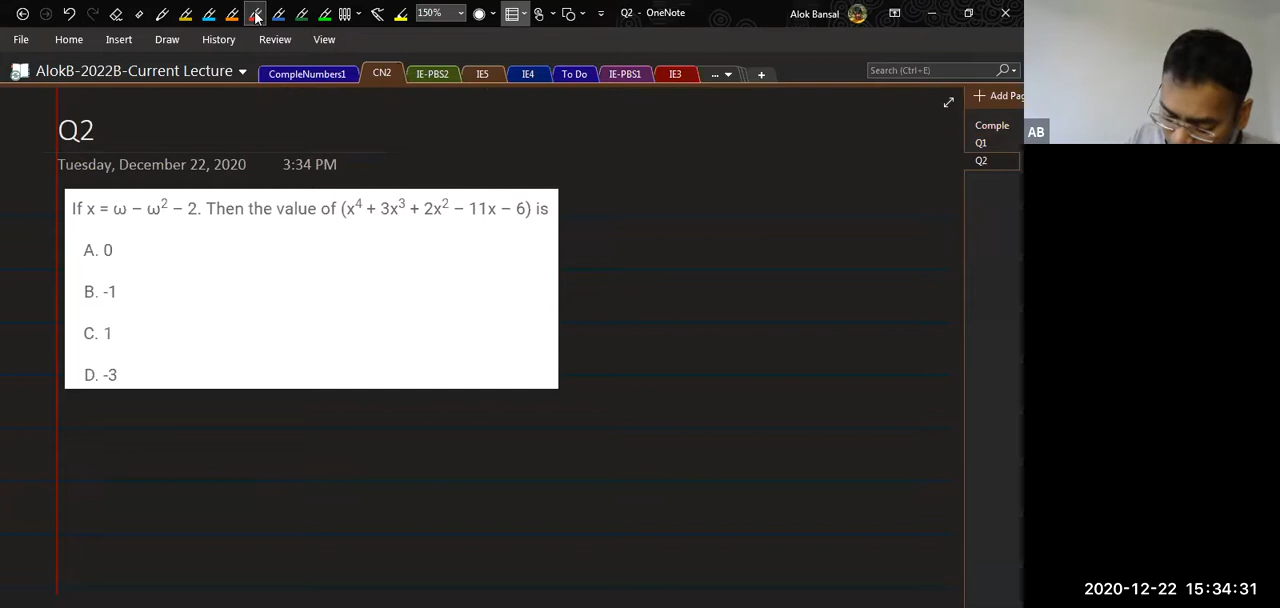 150%
Q2 - OneNote
Alok Bansal
File Home Insert Draw History Review View
AlokB-2022B-Current Lecture
CompleNumbers1 CN2 IE-PBS2 IE5 IE4 To Do IE-PBS1 IE3 ...
Search (Ctrl+E)
Add Pag
Comple
Q1
Q2
AB
Q2
Tuesday, December 22, 2020 3:34 PM
If x = ω − ω² − 2. Then the value of (x⁴ + 3x³ + 2x² − 11x − 6) is
A. 0
B. -1
C. 1
D. -3
2020-12-22 15:34:31